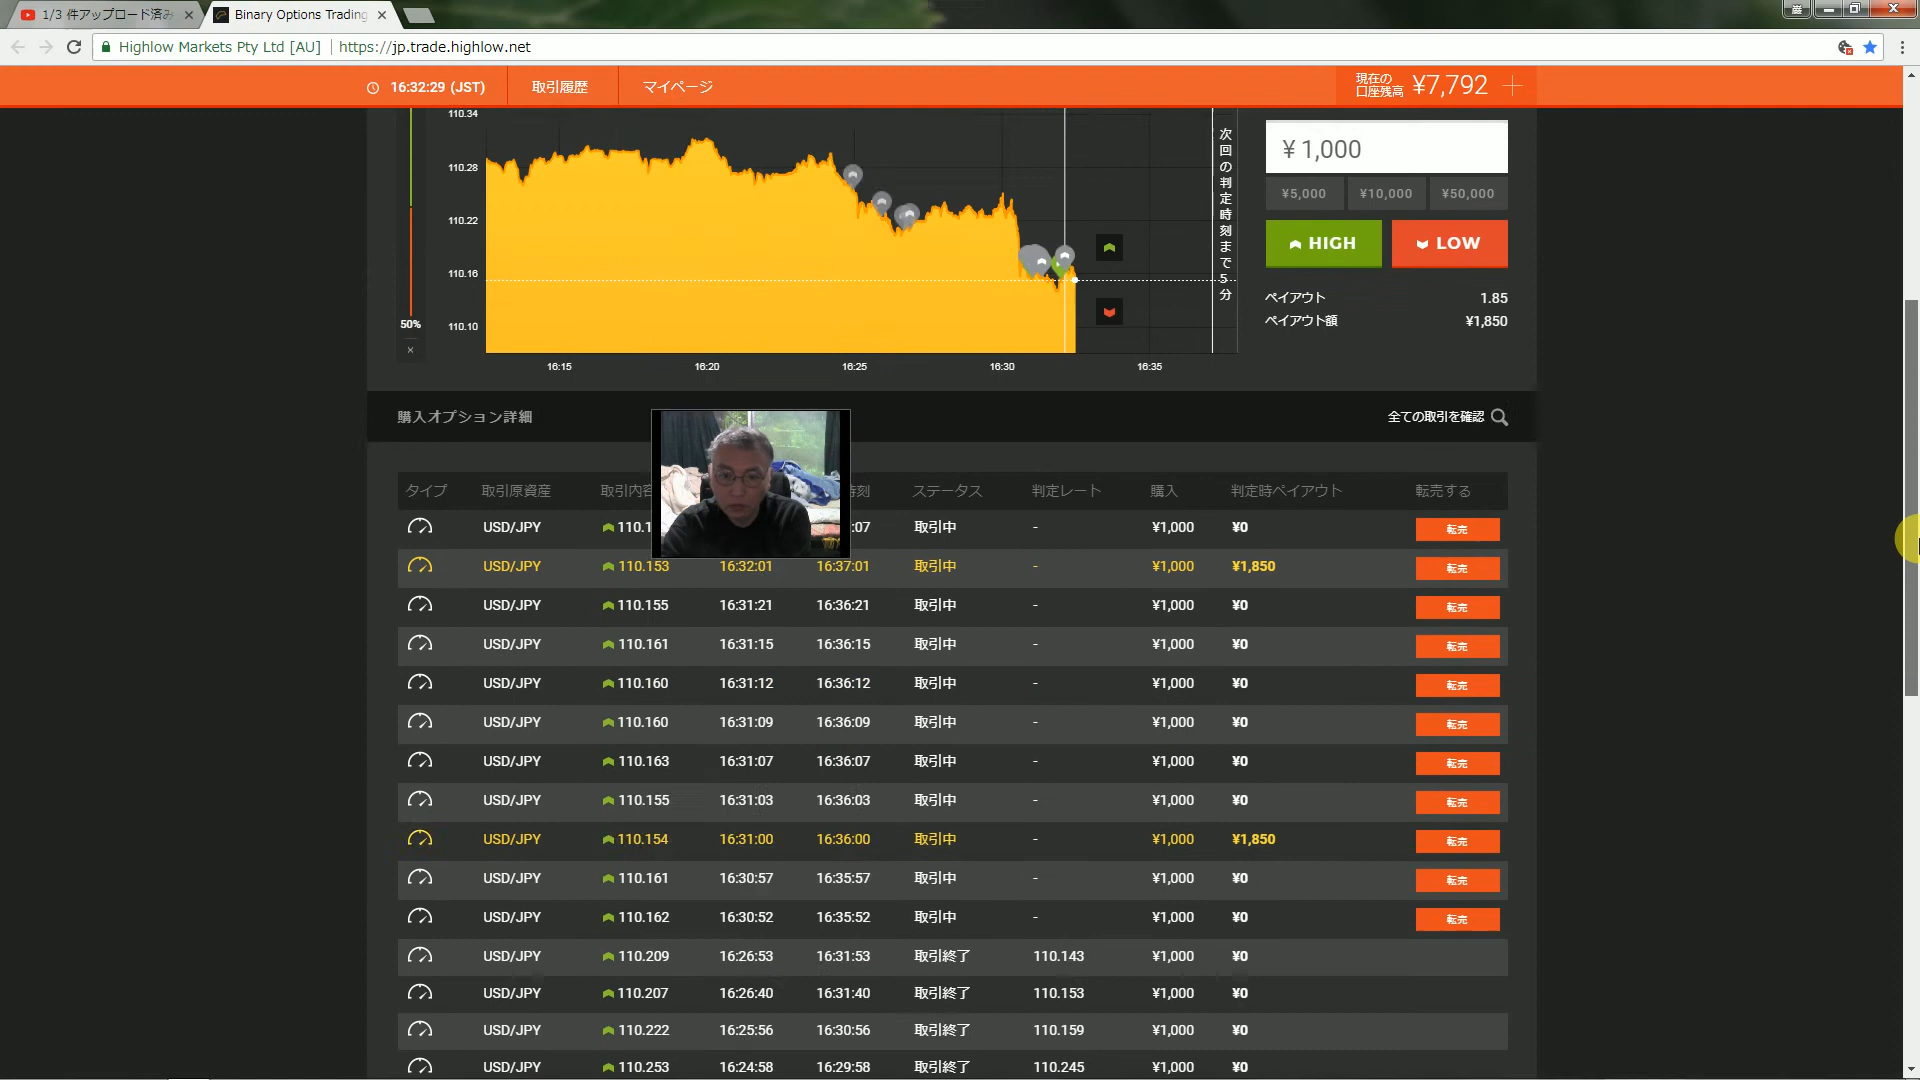 1/3 件アップロード済み
Binary Options Trading
Highlow Markets Pty Ltd [AU]
https://jp.trade.highlow.net
16:32:29 (JST)
取引履歴
マイページ
現在の
口座残高
¥7,792
110.34
110.28
110.22
110.16
110.10
50%
16:15
16:20
16:25
16:30
16:35
次回の判定時刻まで5分
¥ 1,000
¥5,000
¥10,000
¥50,000
HIGH
LOW
ペイアウト 1.85
ペイアウト額 ¥1,850
購入オプション詳細
全ての取引を確認
タイプ 取引原資産 取引内容 時刻 ステータス 判定レート 購入 判定時ペイアウト 転売する
USD/JPY 110.1 :07 取引中 - ¥1,000 ¥0 転売
USD/JPY 110.153 16:32:01 16:37:01 取引中 - ¥1,000 ¥1,850 転売
USD/JPY 110.155 16:31:21 16:36:21 取引中 - ¥1,000 ¥0 転売
USD/JPY 110.161 16:31:15 16:36:15 取引中 - ¥1,000 ¥0 転売
USD/JPY 110.160 16:31:12 16:36:12 取引中 - ¥1,000 ¥0 転売
USD/JPY 110.160 16:31:09 16:36:09 取引中 - ¥1,000 ¥0 転売
USD/JPY 110.163 16:31:07 16:36:07 取引中 - ¥1,000 ¥0 転売
USD/JPY 110.155 16:31:03 16:36:03 取引中 - ¥1,000 ¥0 転売
USD/JPY 110.154 16:31:00 16:36:00 取引中 - ¥1,000 ¥1,850 転売
USD/JPY 110.161 16:30:57 16:35:57 取引中 - ¥1,000 ¥0 転売
USD/JPY 110.162 16:30:52 16:35:52 取引中 - ¥1,000 ¥0 転売
USD/JPY 110.209 16:26:53 16:31:53 取引終了 110.143 ¥1,000 ¥0
USD/JPY 110.207 16:26:40 16:31:40 取引終了 110.153 ¥1,000 ¥0
USD/JPY 110.222 16:25:56 16:30:56 取引終了 110.159 ¥1,000 ¥0
USD/JPY 110.253 16:24:58 16:29:58 取引終了 110.245 ¥1,000 ¥0